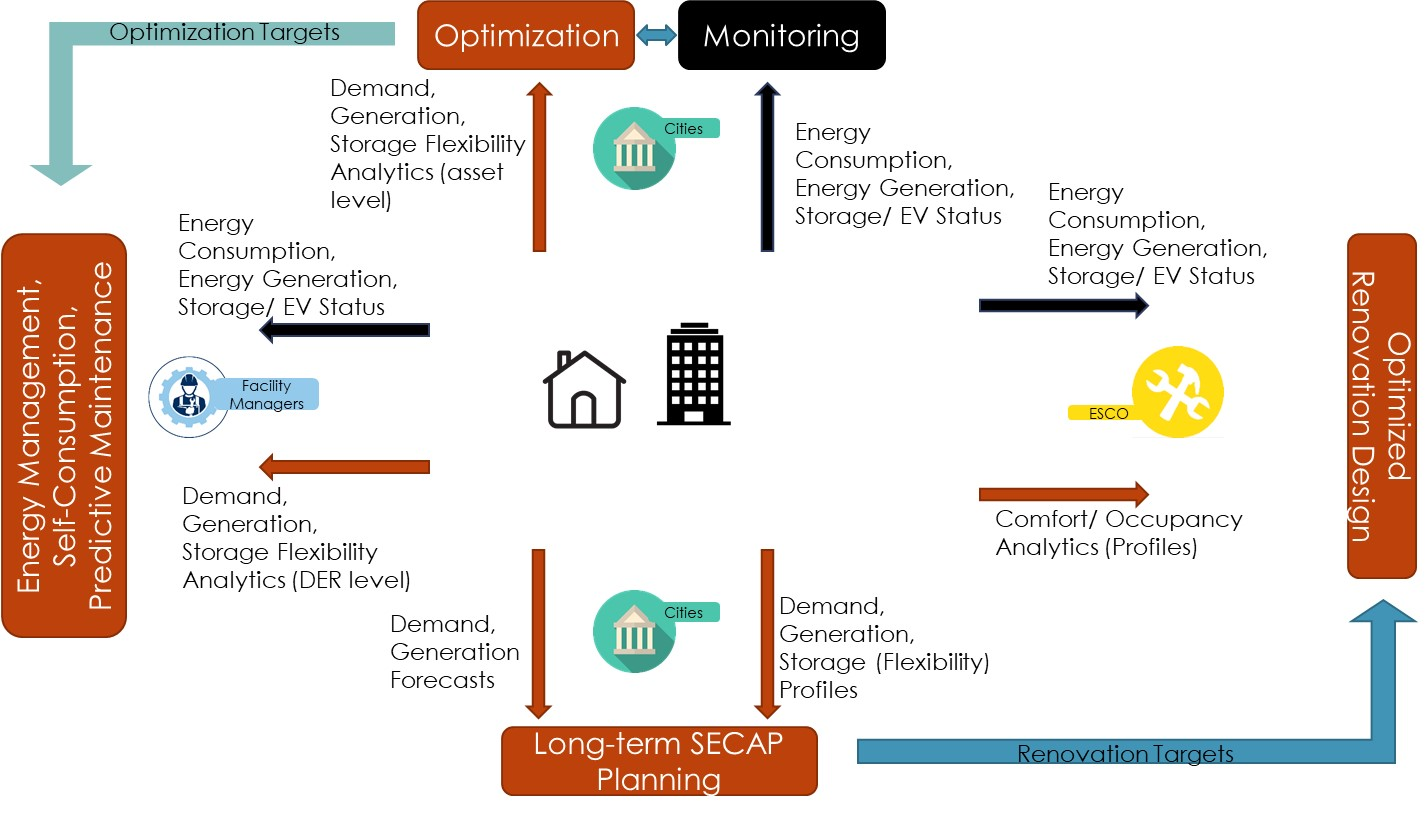 Optimization Targets
Optimization
Monitoring
Demand,
Generation,
Storage Flexibility
Analytics (asset
level)
Cities
Energy
Consumption,
Energy Generation,
Storage/ EV Status
Energy
Consumption,
Energy Generation,
Storage/ EV Status
Energy
Consumption,
Energy Generation,
Storage/ EV Status
Energy Management,
Self-Consumption,
Predictive Maintenance
Facility
Managers
ESCO
Optimized
Renovation Design
Demand,
Generation,
Storage Flexibility
Analytics (DER level)
Comfort/ Occupancy
Analytics (Profiles)
Demand,
Generation
Forecasts
Cities
Demand,
Generation,
Storage (Flexibility)
Profiles
Long-term SECAP
Planning
Renovation Targets